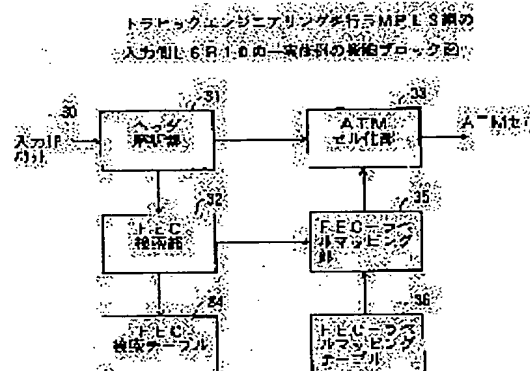 トラヒックエンジニアリングを行うMPLS網の
入力側LSR10の一実施例の機能ブロック図
30
入力IP
パケット
31
ヘッダ
解析部
33
ATM
セル化部
ATMセル
32
FEC
検索部
35
FEC-ラベ
ルマッピング
部
34
FEC
検索テーブル
36
FEC-ラベ
ルマッピング
テーブル